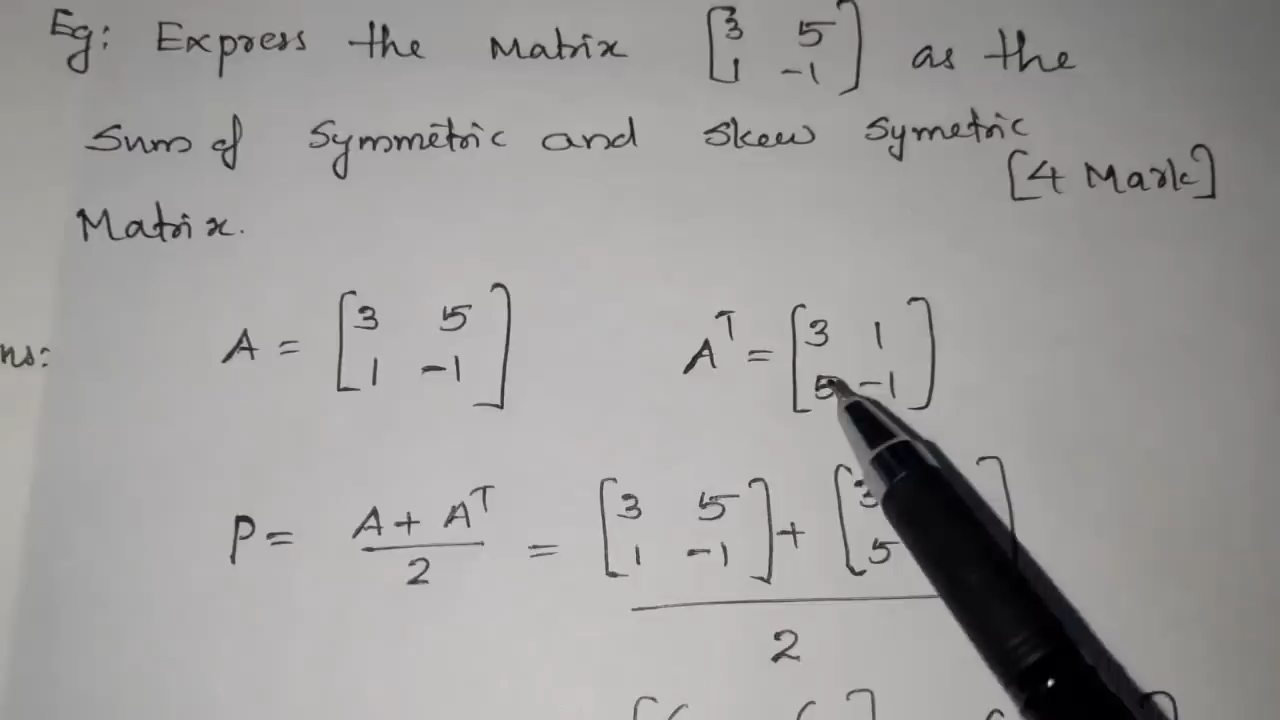 Eg: Express the Matrix [3 5
1 -1] as the
Sum of Symmetric and Skew Symetric
[4 Mark]
Matrix.
ns: A = [3 5
1 -1] A^T = [3 1
5 -1]
P = A + A^T / 2 = [3 5
1 -1] + [3
5 ] / 2